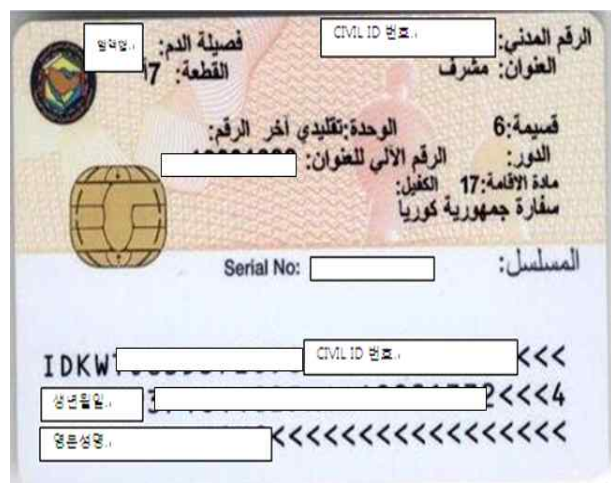 الرقم المدني: CIVIL ID 번호 فصيلة الدم: 혈액형
العنوان: مشرف القطعة:
قسيمة:6 الوحدة:تقليدي أخر الرقم:
الدور: الرقم الآلي للعنوان:
مادة الاقامة:17 الكفيل:
سفارة جمهورية كوريا
Serial No: المسلسل:
IDKW CIVIL ID 번호 <<<
생년월일 2<<<4
영문성명 <<<<<<<<<<<<<<<<<